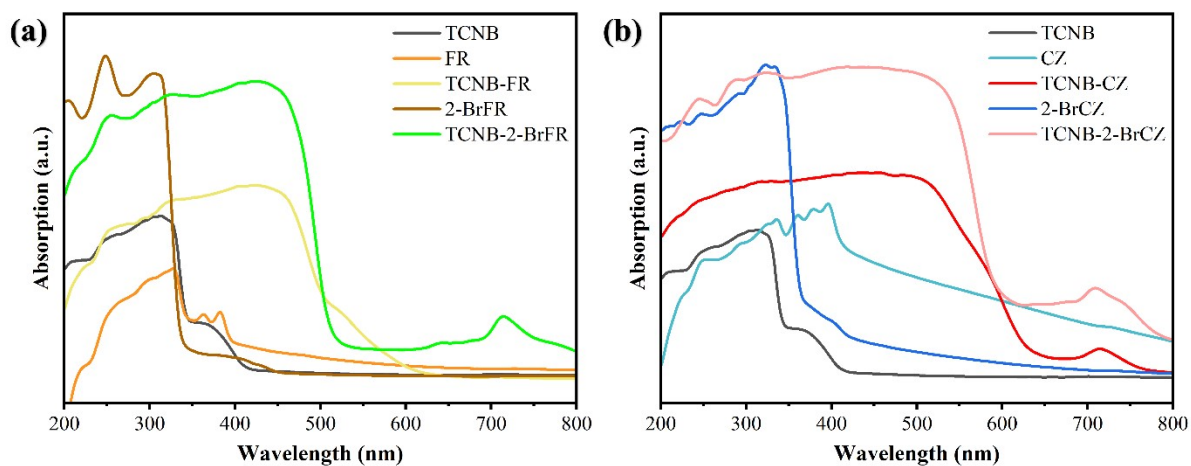 (a)
TCNB
FR
TCNB-FR
2-BrFR
TCNB-2-BrFR
Absorption (a.u.)
200 300 400 500 600 700 800
Wavelength (nm)
(b)
TCNB
CZ
TCNB-CZ
2-BrCZ
TCNB-2-BrCZ
Absorption (a.u.)
200 300 400 500 600 700 800
Wavelength (nm)